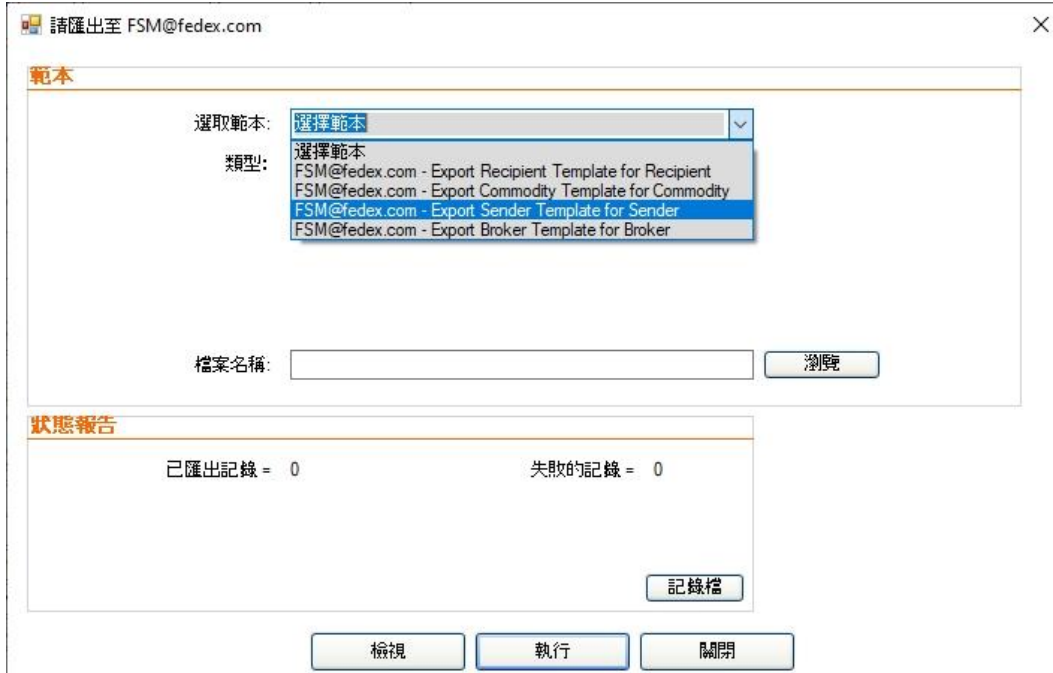 請匯出至 FSM@fedex.com
範本
選取範本: 選擇範本
類型: 選擇範本
FSM@fedex.com - Export Recipient Template for Recipient
FSM@fedex.com - Export Commodity Template for Commodity
FSM@fedex.com - Export Sender Template for Sender
FSM@fedex.com - Export Broker Template for Broker
檔案名稱: 瀏覽
狀態報告
已匯出記錄 = 0 失敗的記錄 = 0
記錄檔
檢視 執行 關閉